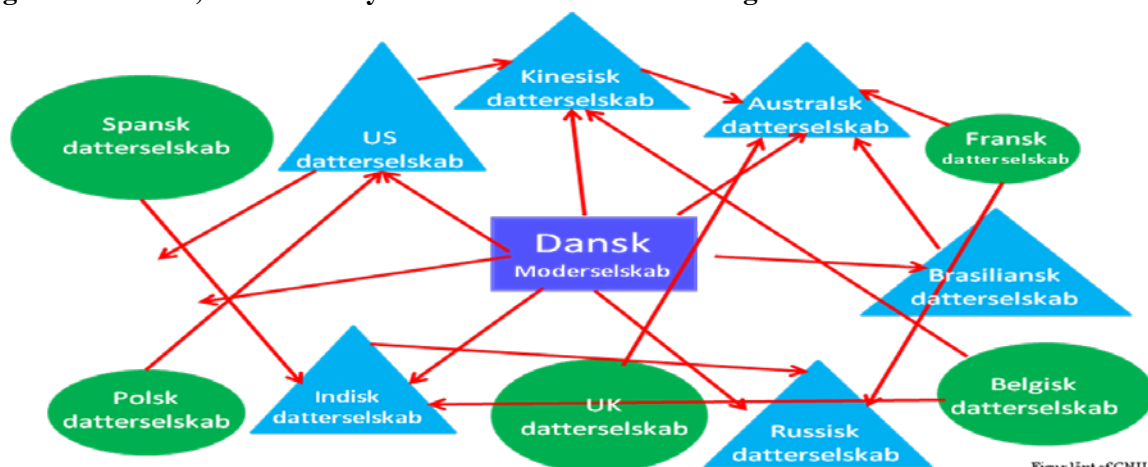 Kinesisk
datterselskab
Australsk
datterselskab
Spansk
datterselskab
US
datterselskab
Fransk
datterselskab
Dansk
Moderselskab
Brasiliansk
datterselskab
Polsk
datterselskab
Indisk
datterselskab
UK
datterselskab
Russisk
datterselskab
Belgisk
datterselskab